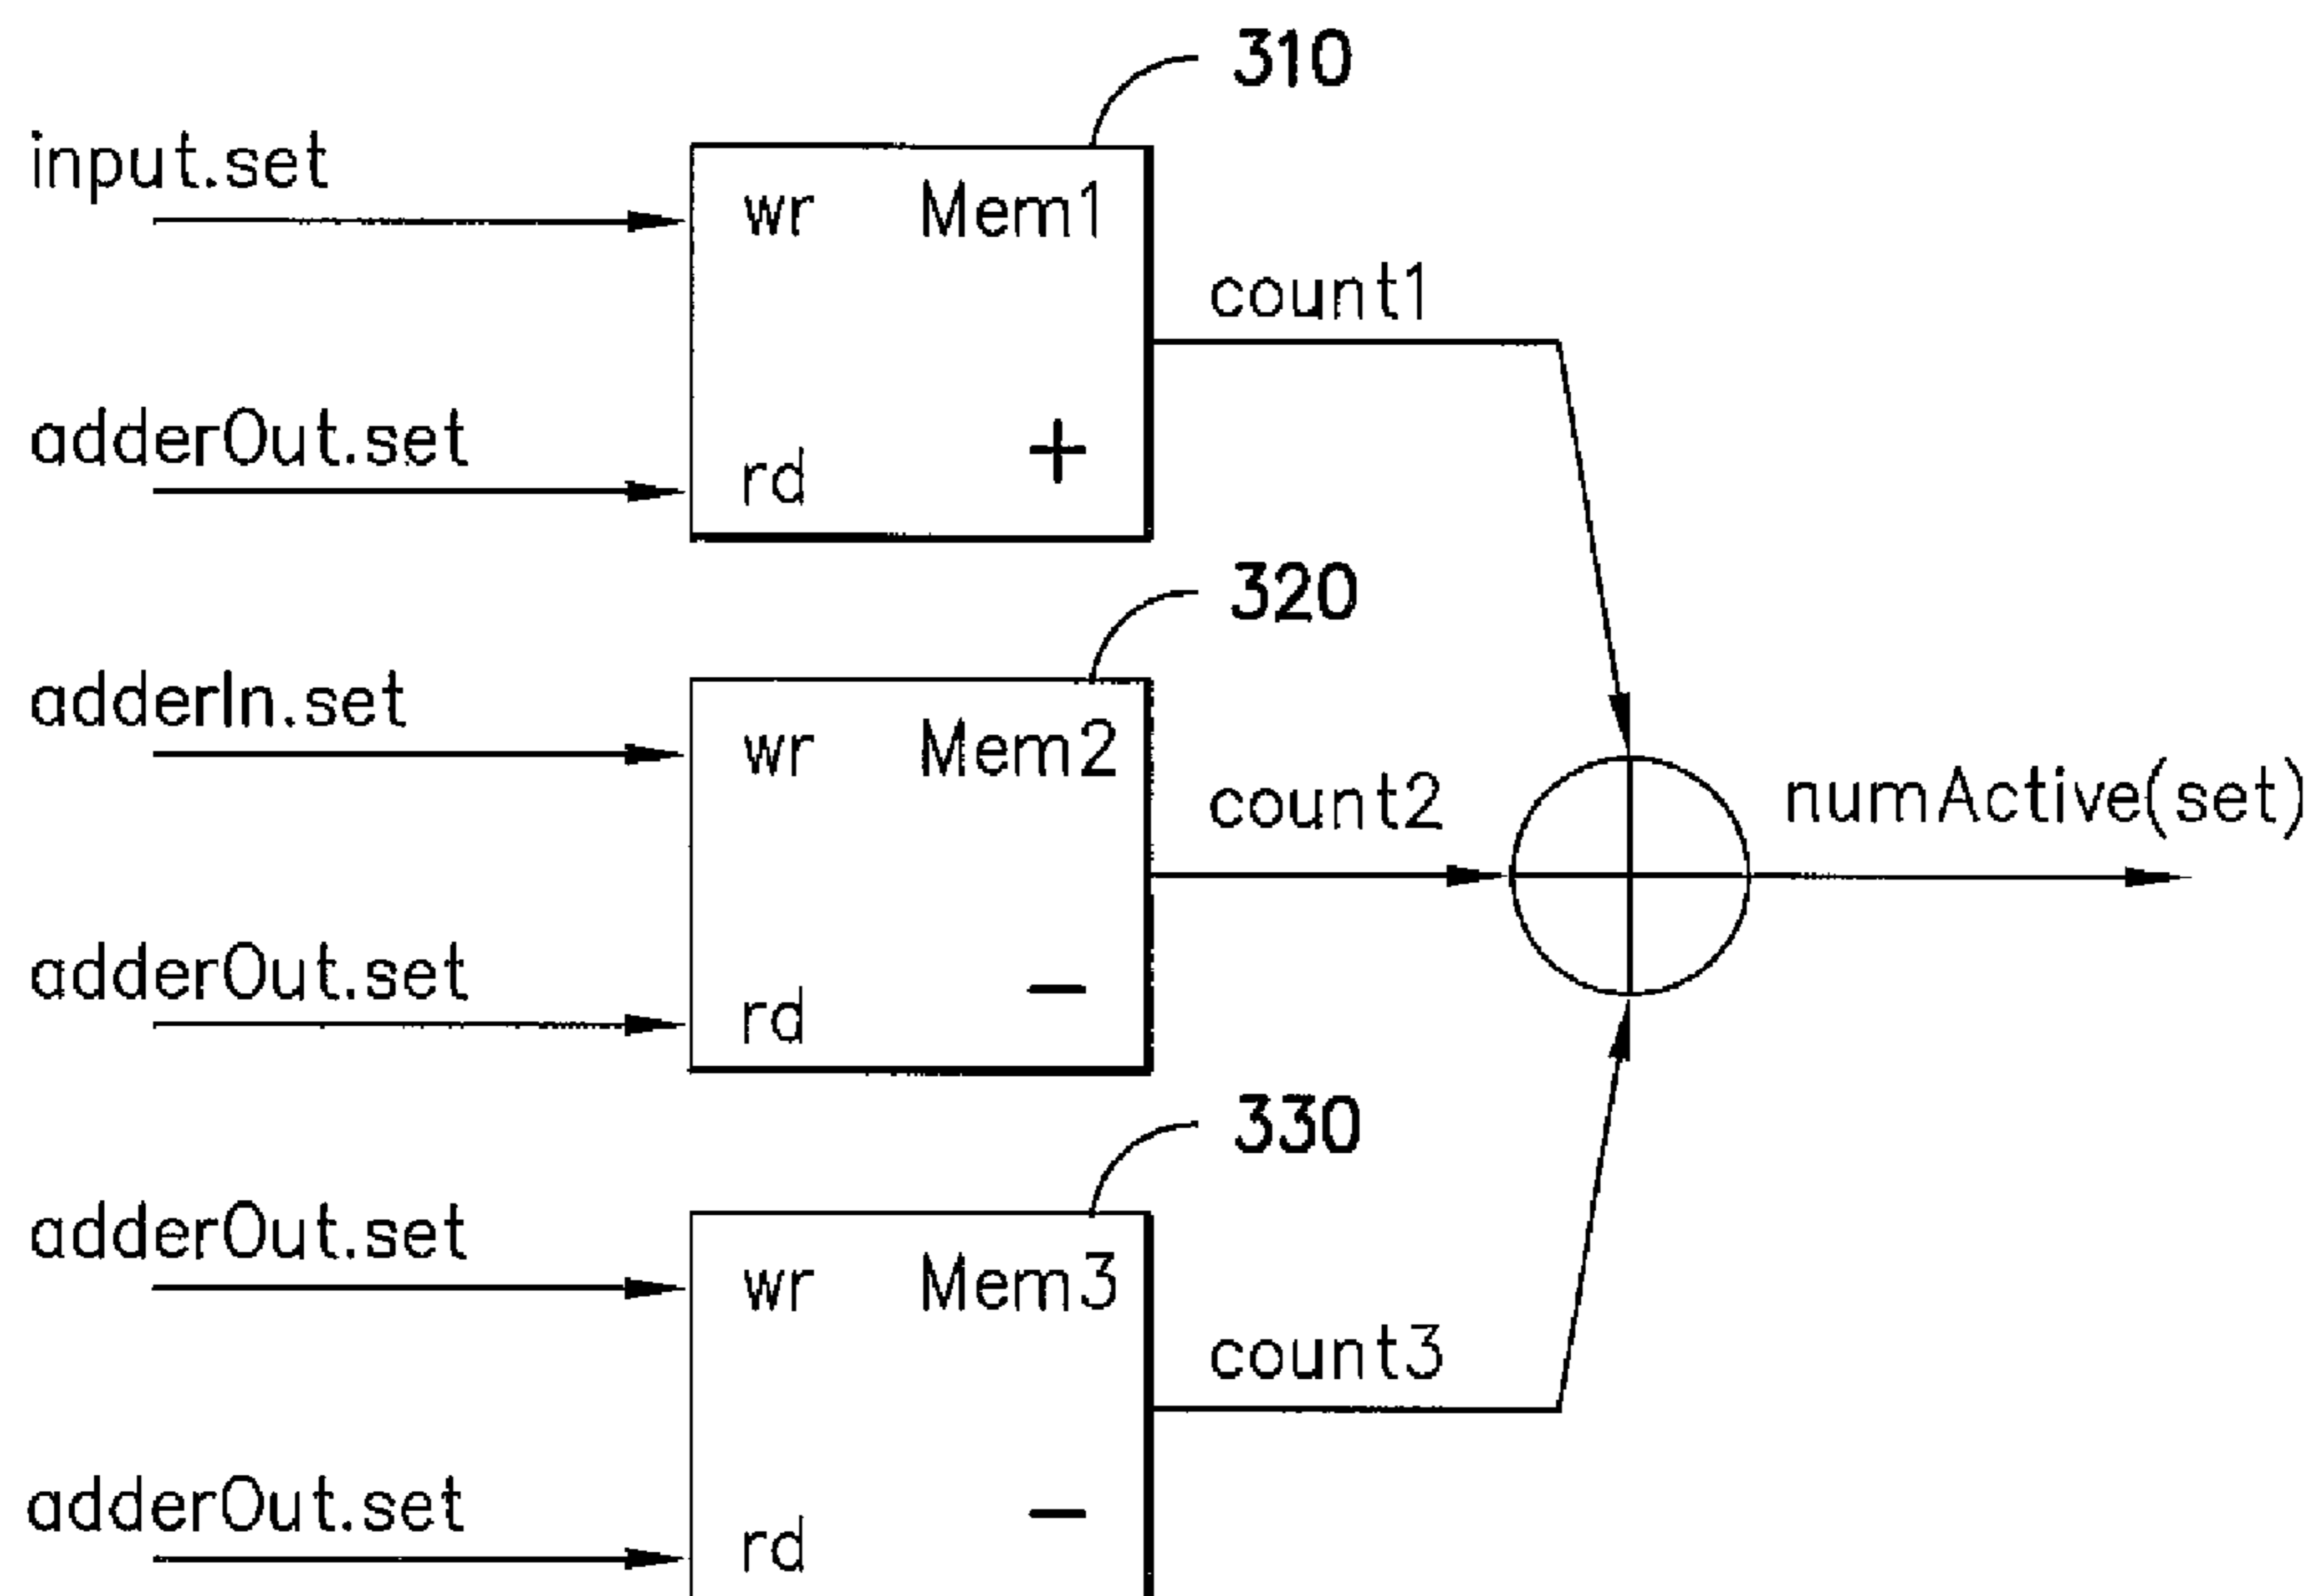 310
input.set
wr Mem1
count1
adderOut.set
rd +
320
adderIn.set
wr Mem2
count2
numActive(set)
adderOut.set
rd −
330
adderOut.set
wr Mem3
count3
adderOut.set
rd −